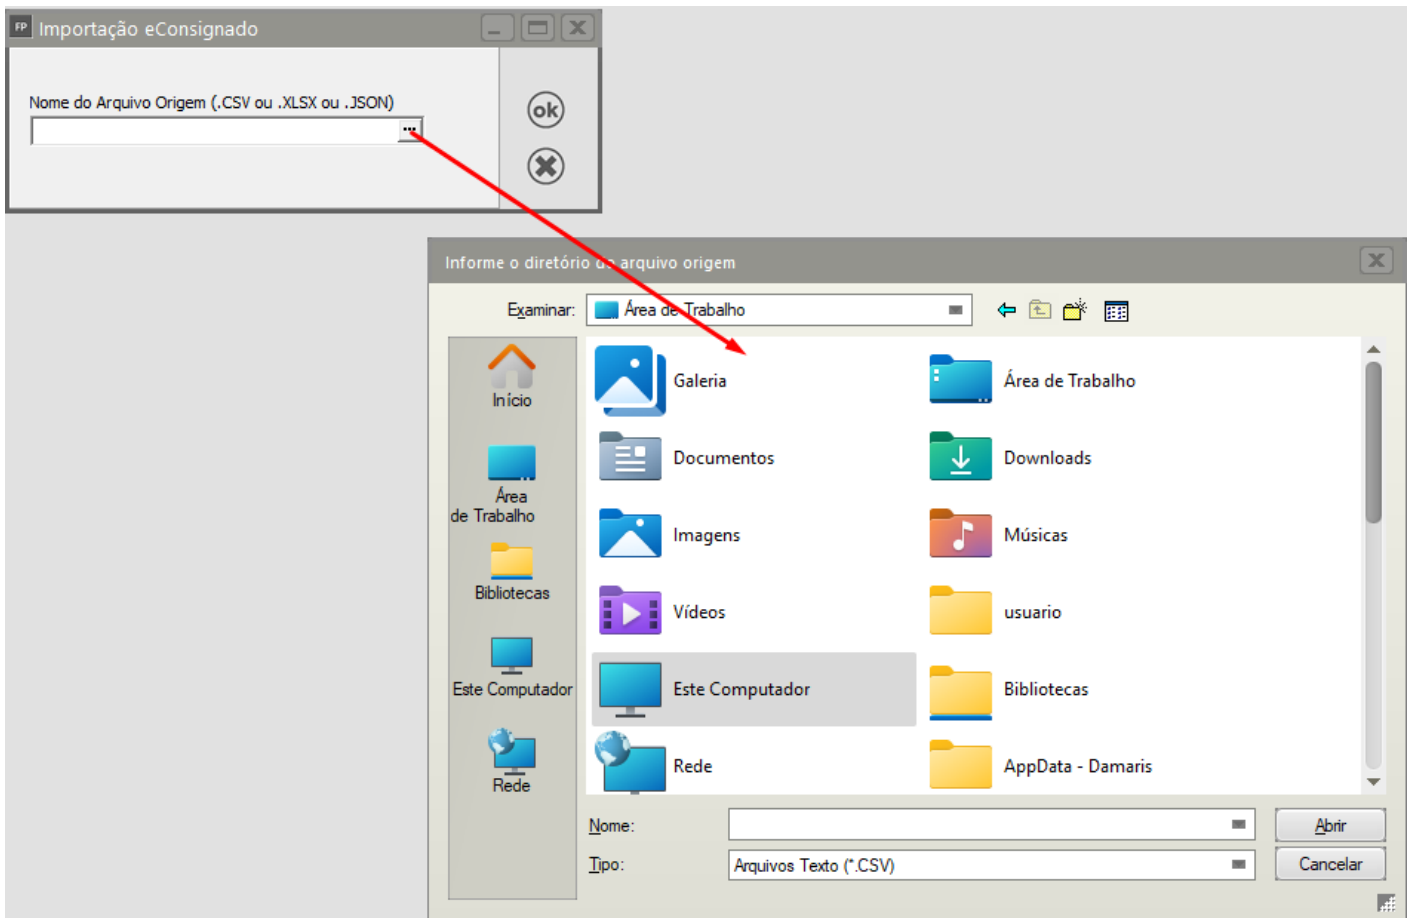 FP Importação eConsignado
Nome do Arquivo Origem (.CSV ou .XLSX ou .JSON)
...
ok
Informe o diretório do arquivo origem
Examinar:
Área de Trabalho
Início
Área
de Trabalho
Bibliotecas
Este Computador
Rede
Galeria
Área de Trabalho
Documentos
Downloads
Imagens
Músicas
Vídeos
usuario
Este Computador
Bibliotecas
Rede
AppData - Damaris
Nome:
Abrir
Tipo:
Arquivos Texto (*.CSV)
Cancelar